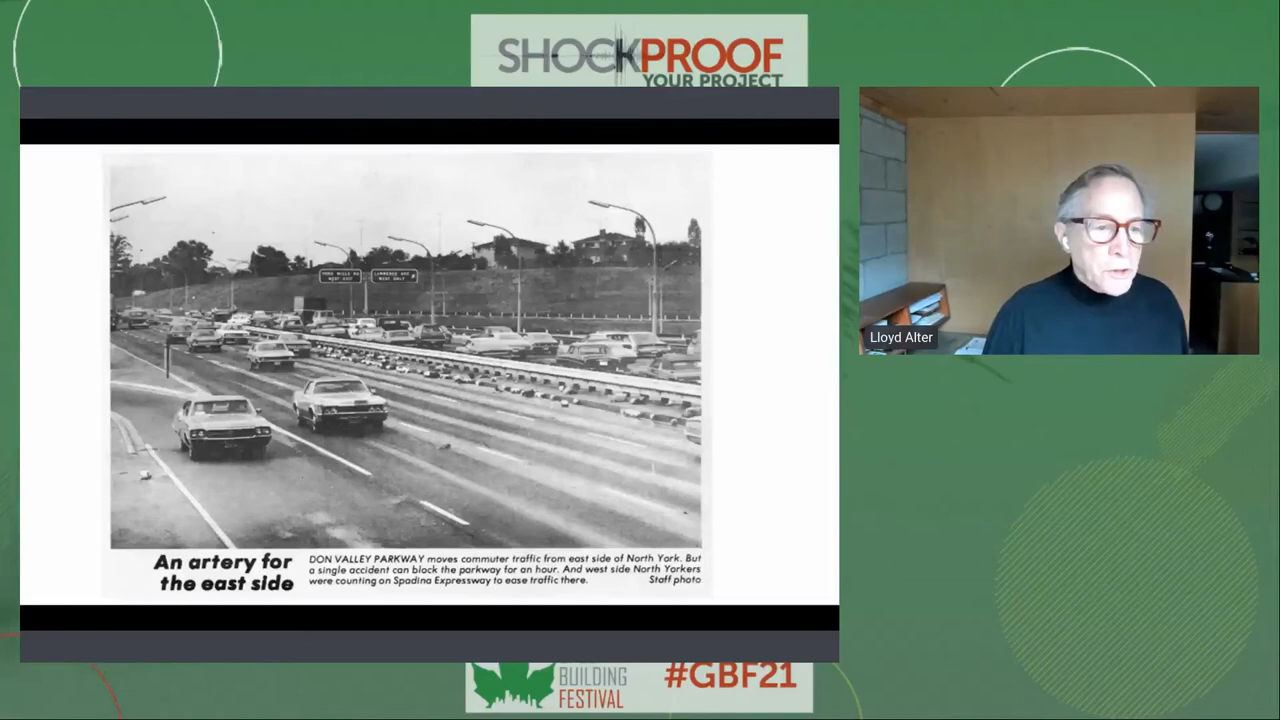 SHOCKPROOF
YOUR PROJECT
Lloyd Alter
An artery for
the east side
DON VALLEY PARKWAY moves commuter traffic from east side of North York. But
a single accident can block the parkway for an hour. And west side North Yorkers
were counting on Spadina Expressway to ease traffic there. Staff photo
BUILDING
FESTIVAL
#GBF21